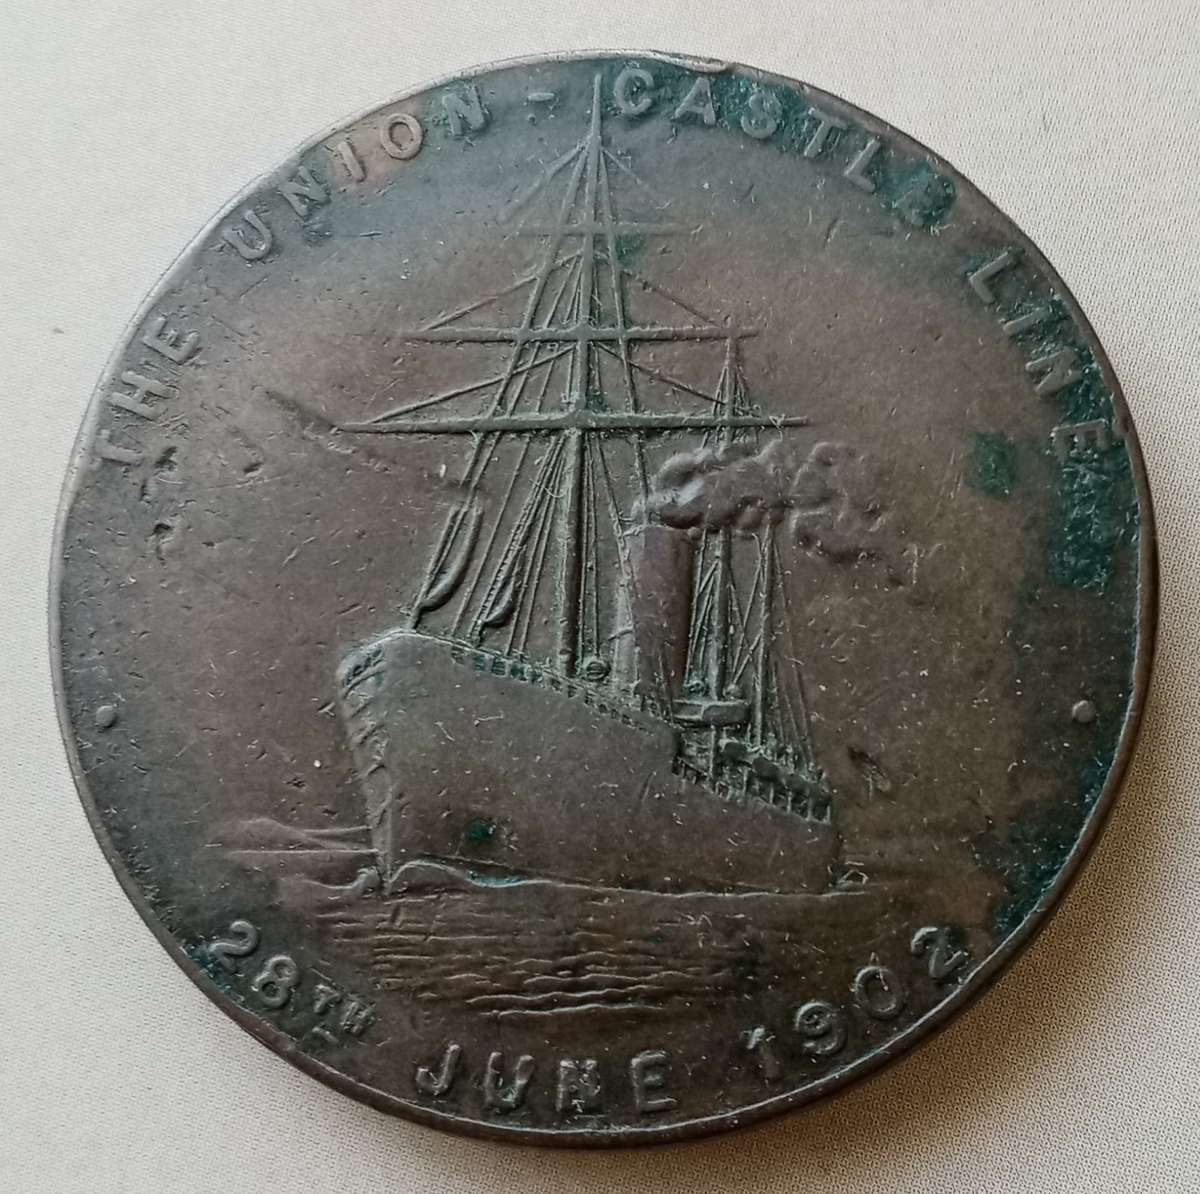 THE UNION - CASTLE LINE
28TH JUNE 1902